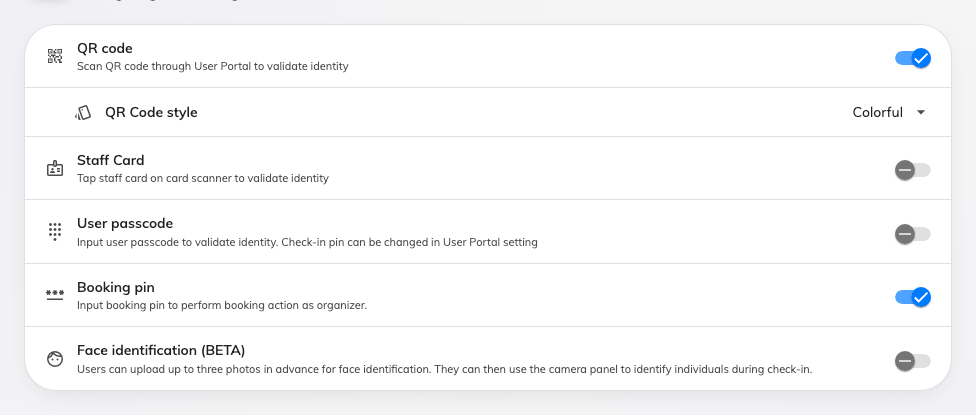 QR code
Scan QR code through User Portal to validate identity
QR Code style
Colorful
Staff Card
Tap staff card on card scanner to validate identity
User passcode
Input user passcode to validate identity. Check-in pin can be changed in User Portal setting
Booking pin
Input booking pin to perform booking action as organizer.
Face identification (BETA)
Users can upload up to three photos in advance for face identification. They can then use the camera panel to identify individuals during check-in.